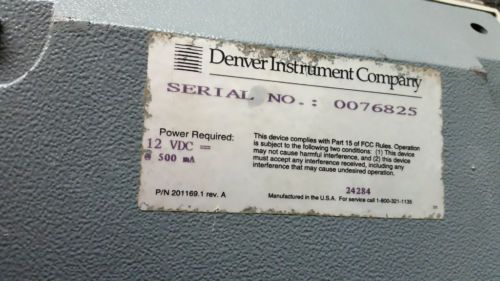 Denver Instrument Company
SERIAL NO.: 0076825
Power Required:
12 VDC ⎓
@ 500 mA
This device complies with Part 15 of FCC Rules. Operation
is subject to the following two conditions: (1) This device
may not cause harmful interference, and (2) this device
must accept any interference received, including any
interference that may cause undesired operation.
24284
P/N 201169.1 rev. A
Manufactured in the U.S.A. For service call 1-800-321-1135